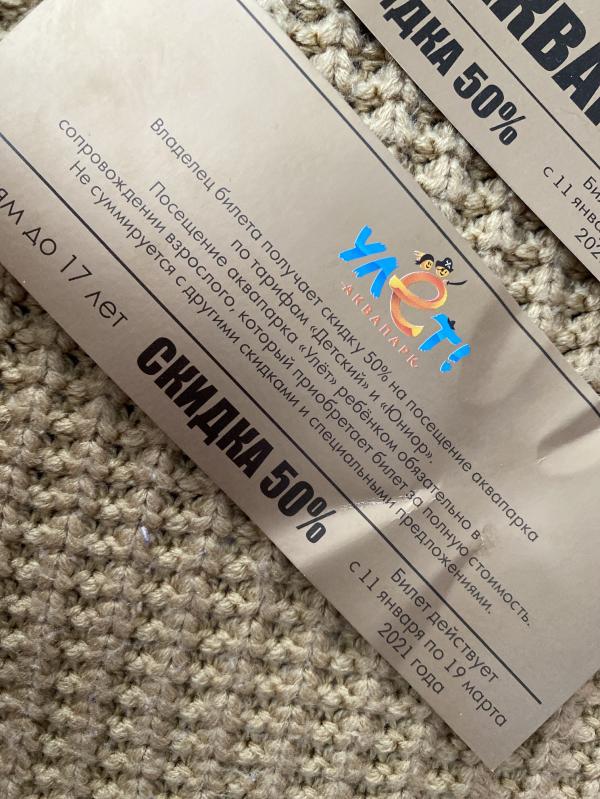 УЛЁТ!
АКВАПАРК
Владелец билета получает скидку 50% на посещение аквапарка
по тарифам «Детский» и «Юниор».
Посещение аквапарка «Улёт» ребёнком обязательно в
сопровождении взрослого, который приобретает билет за полную стоимость.
Не суммируется с другими скидками и специальными предложениями.
ДО 17 лет
СКИДКА 50%
Билет действует
с 11 января по 19 марта
2021 года
50%
с 11